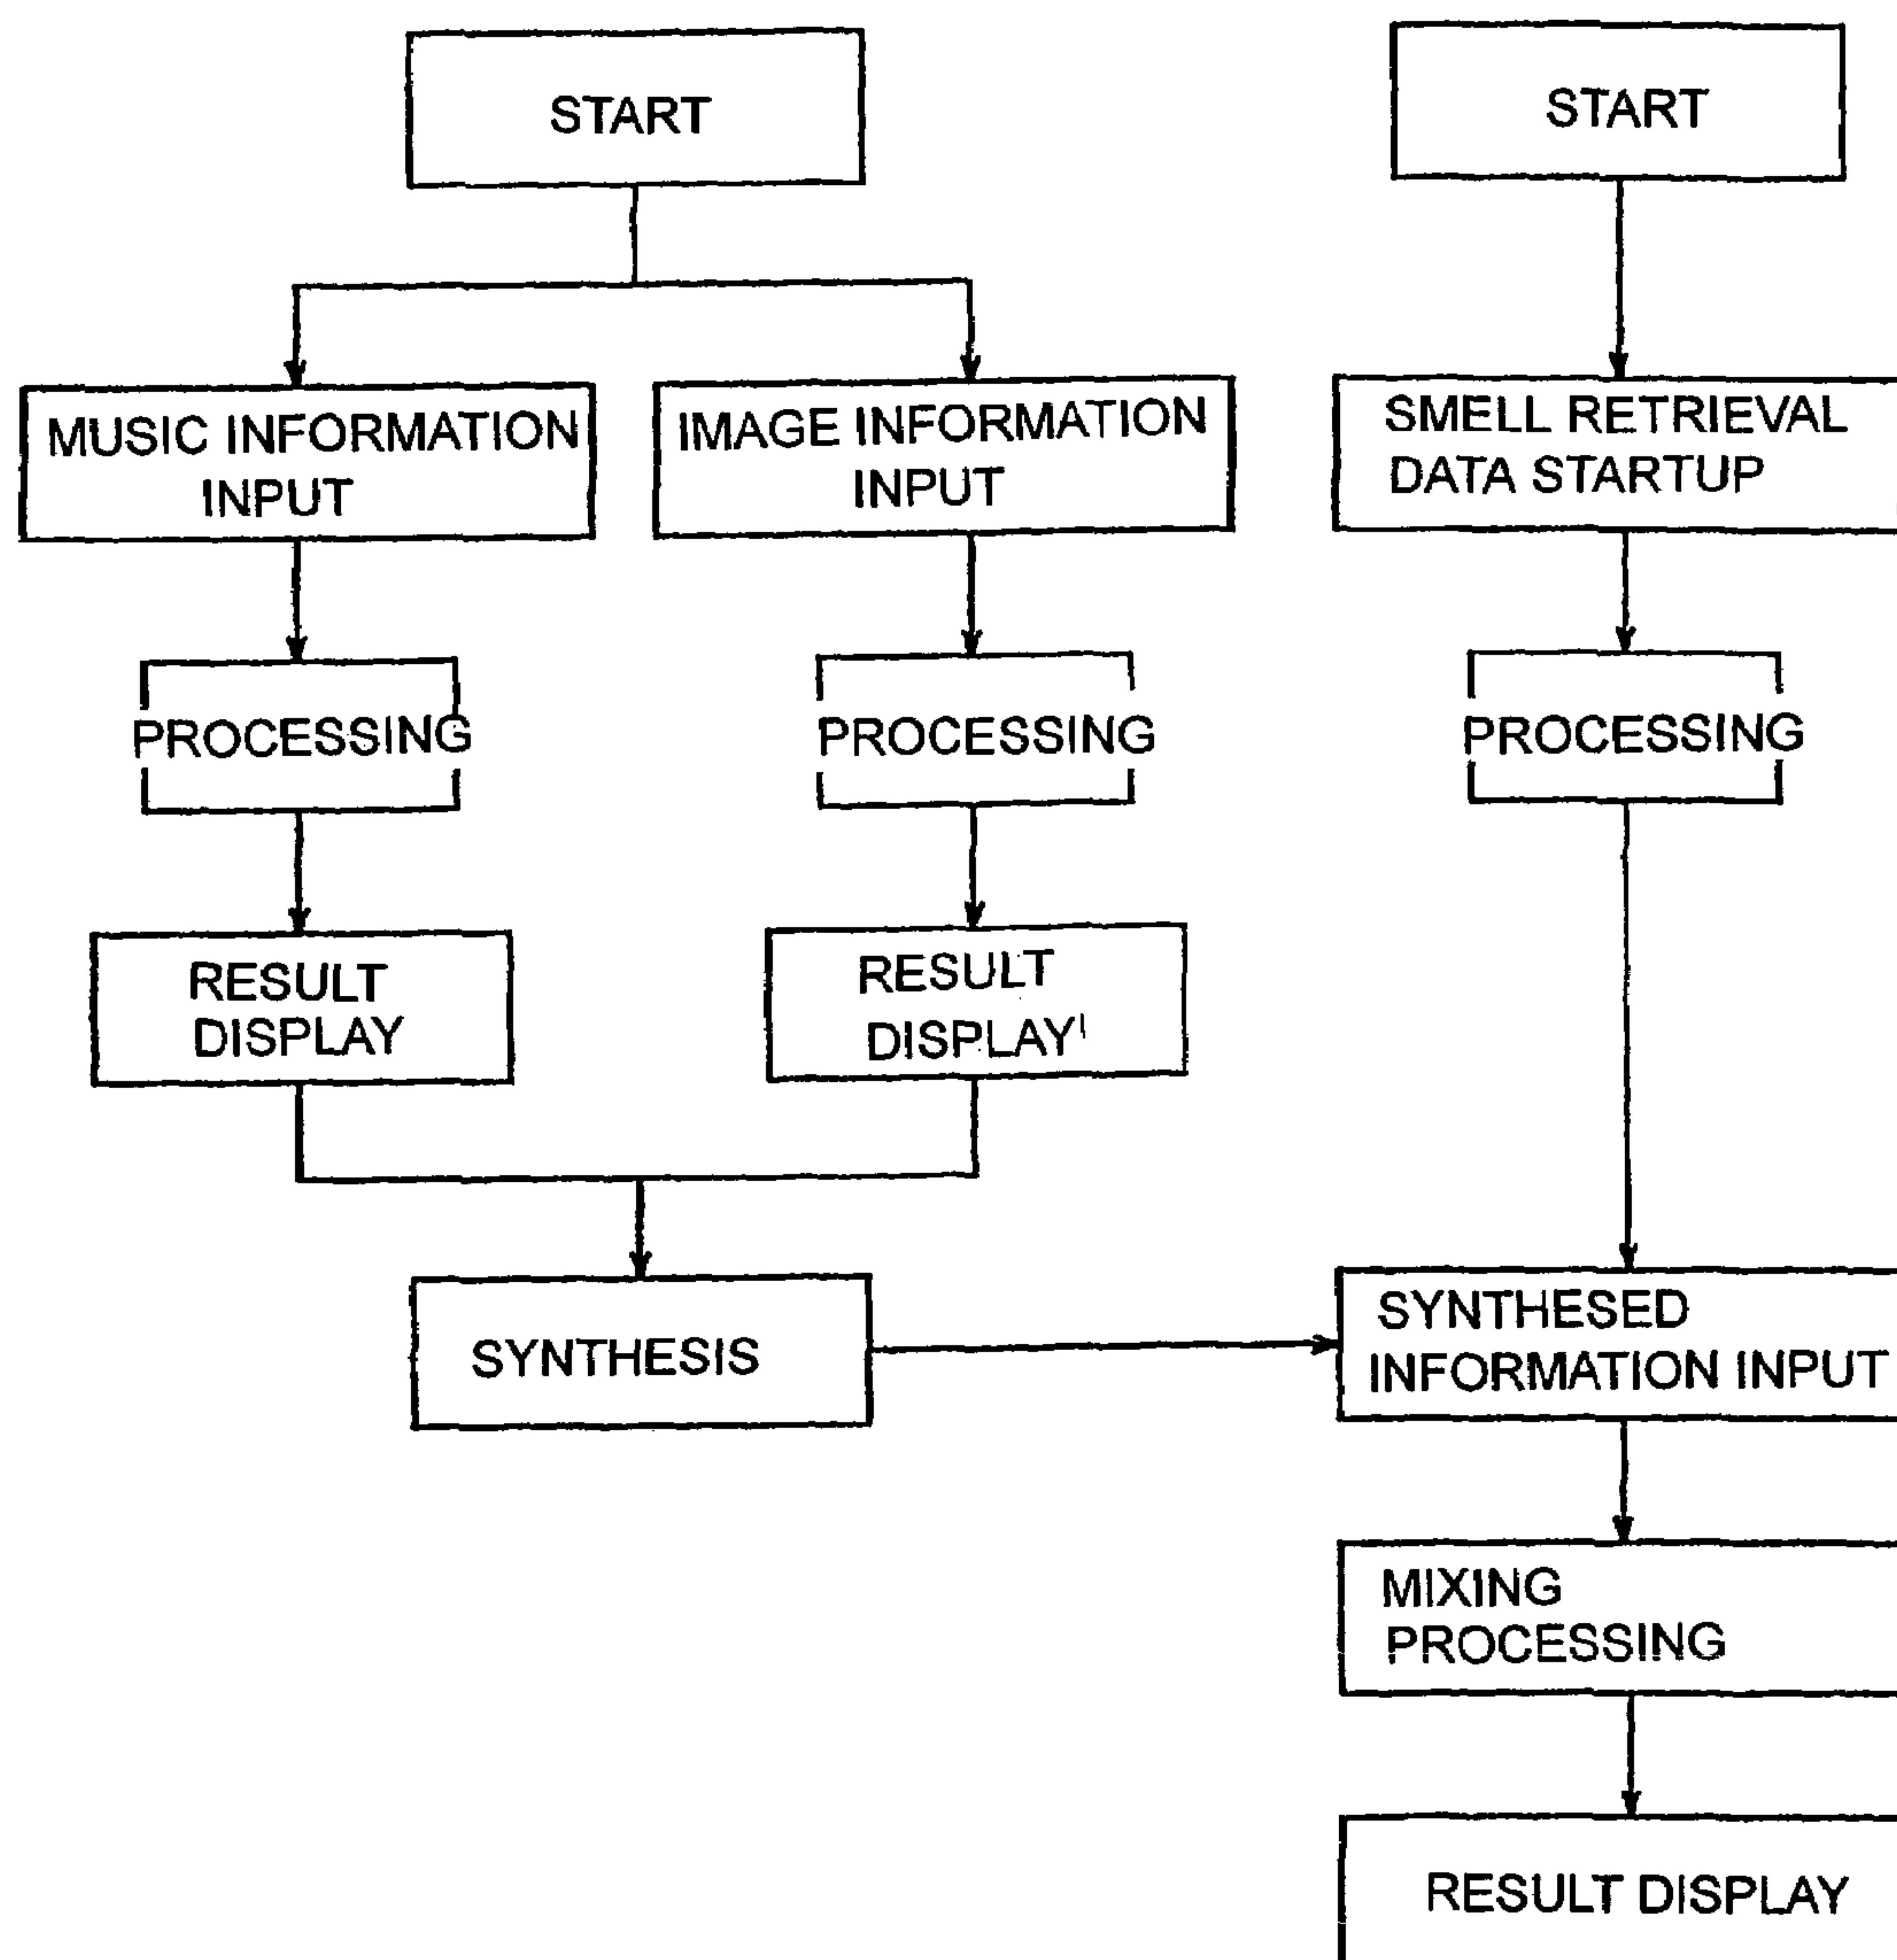 START
START
MUSIC INFORMATION
INPUT
IMAGE INFORMATION
INPUT
SMELL RETRIEVAL
DATA STARTUP
PROCESSING
PROCESSING
PROCESSING
RESULT
DISPLAY
RESULT
DISPLAY
SYNTHESIS
SYNTHESED
INFORMATION INPUT
MIXING
PROCESSING
RESULT DISPLAY